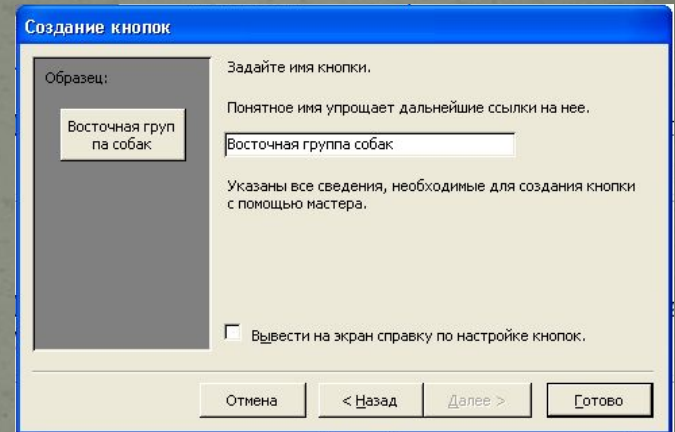 Создание кнопок
Образец:
Восточная груп
па собак
Задайте имя кнопки.
Понятное имя упрощает дальнейшие ссылки на нее.
Восточная группа собак
Указаны все сведения, необходимые для создания кнопки
с помощью мастера.
Вывести на экран справку по настройке кнопок.
Отмена
< Назад
Далее >
Готово